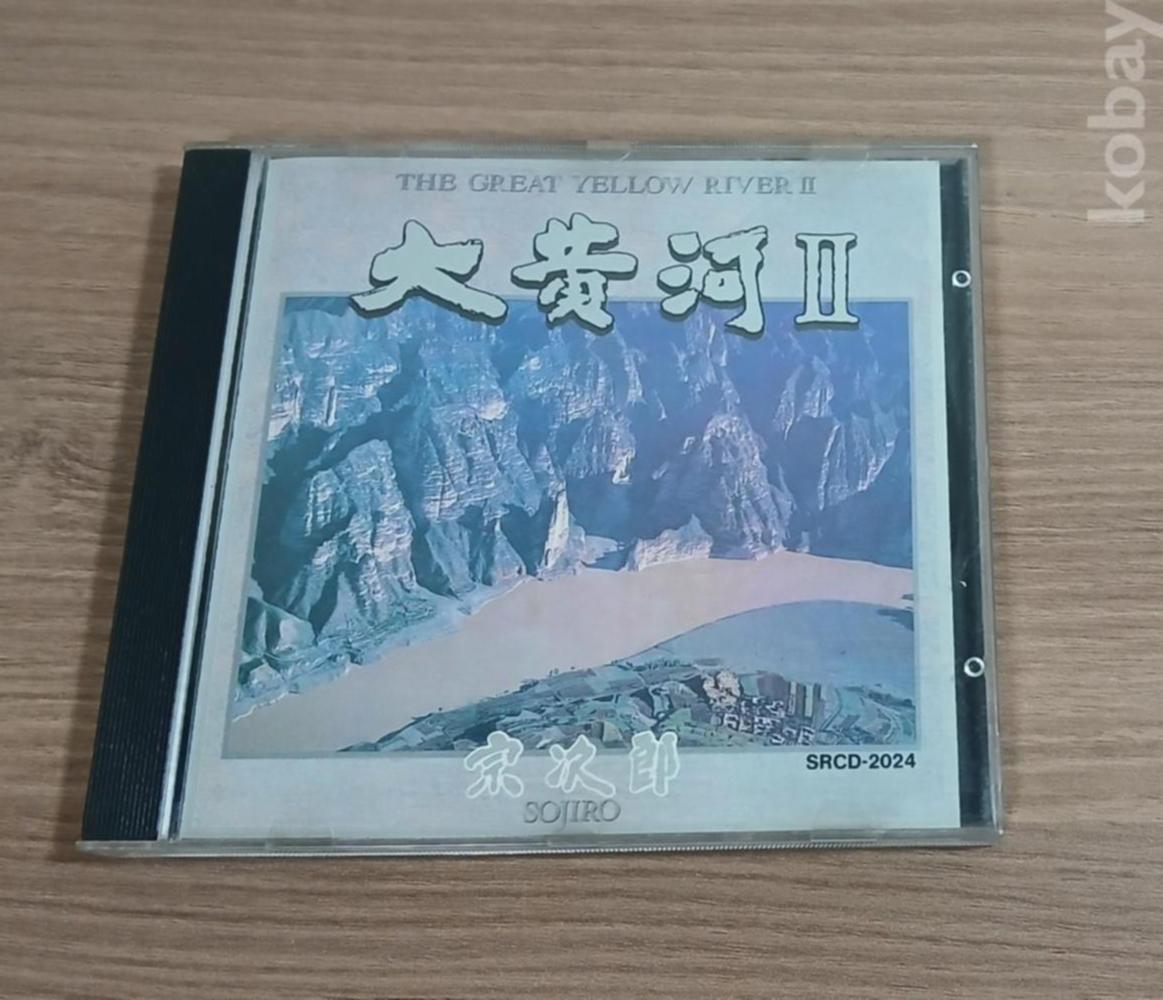 kobay
THE GREAT YELLOW RIVER II
大黄河II
宗次郎
SRCD-2024
SOJIRO